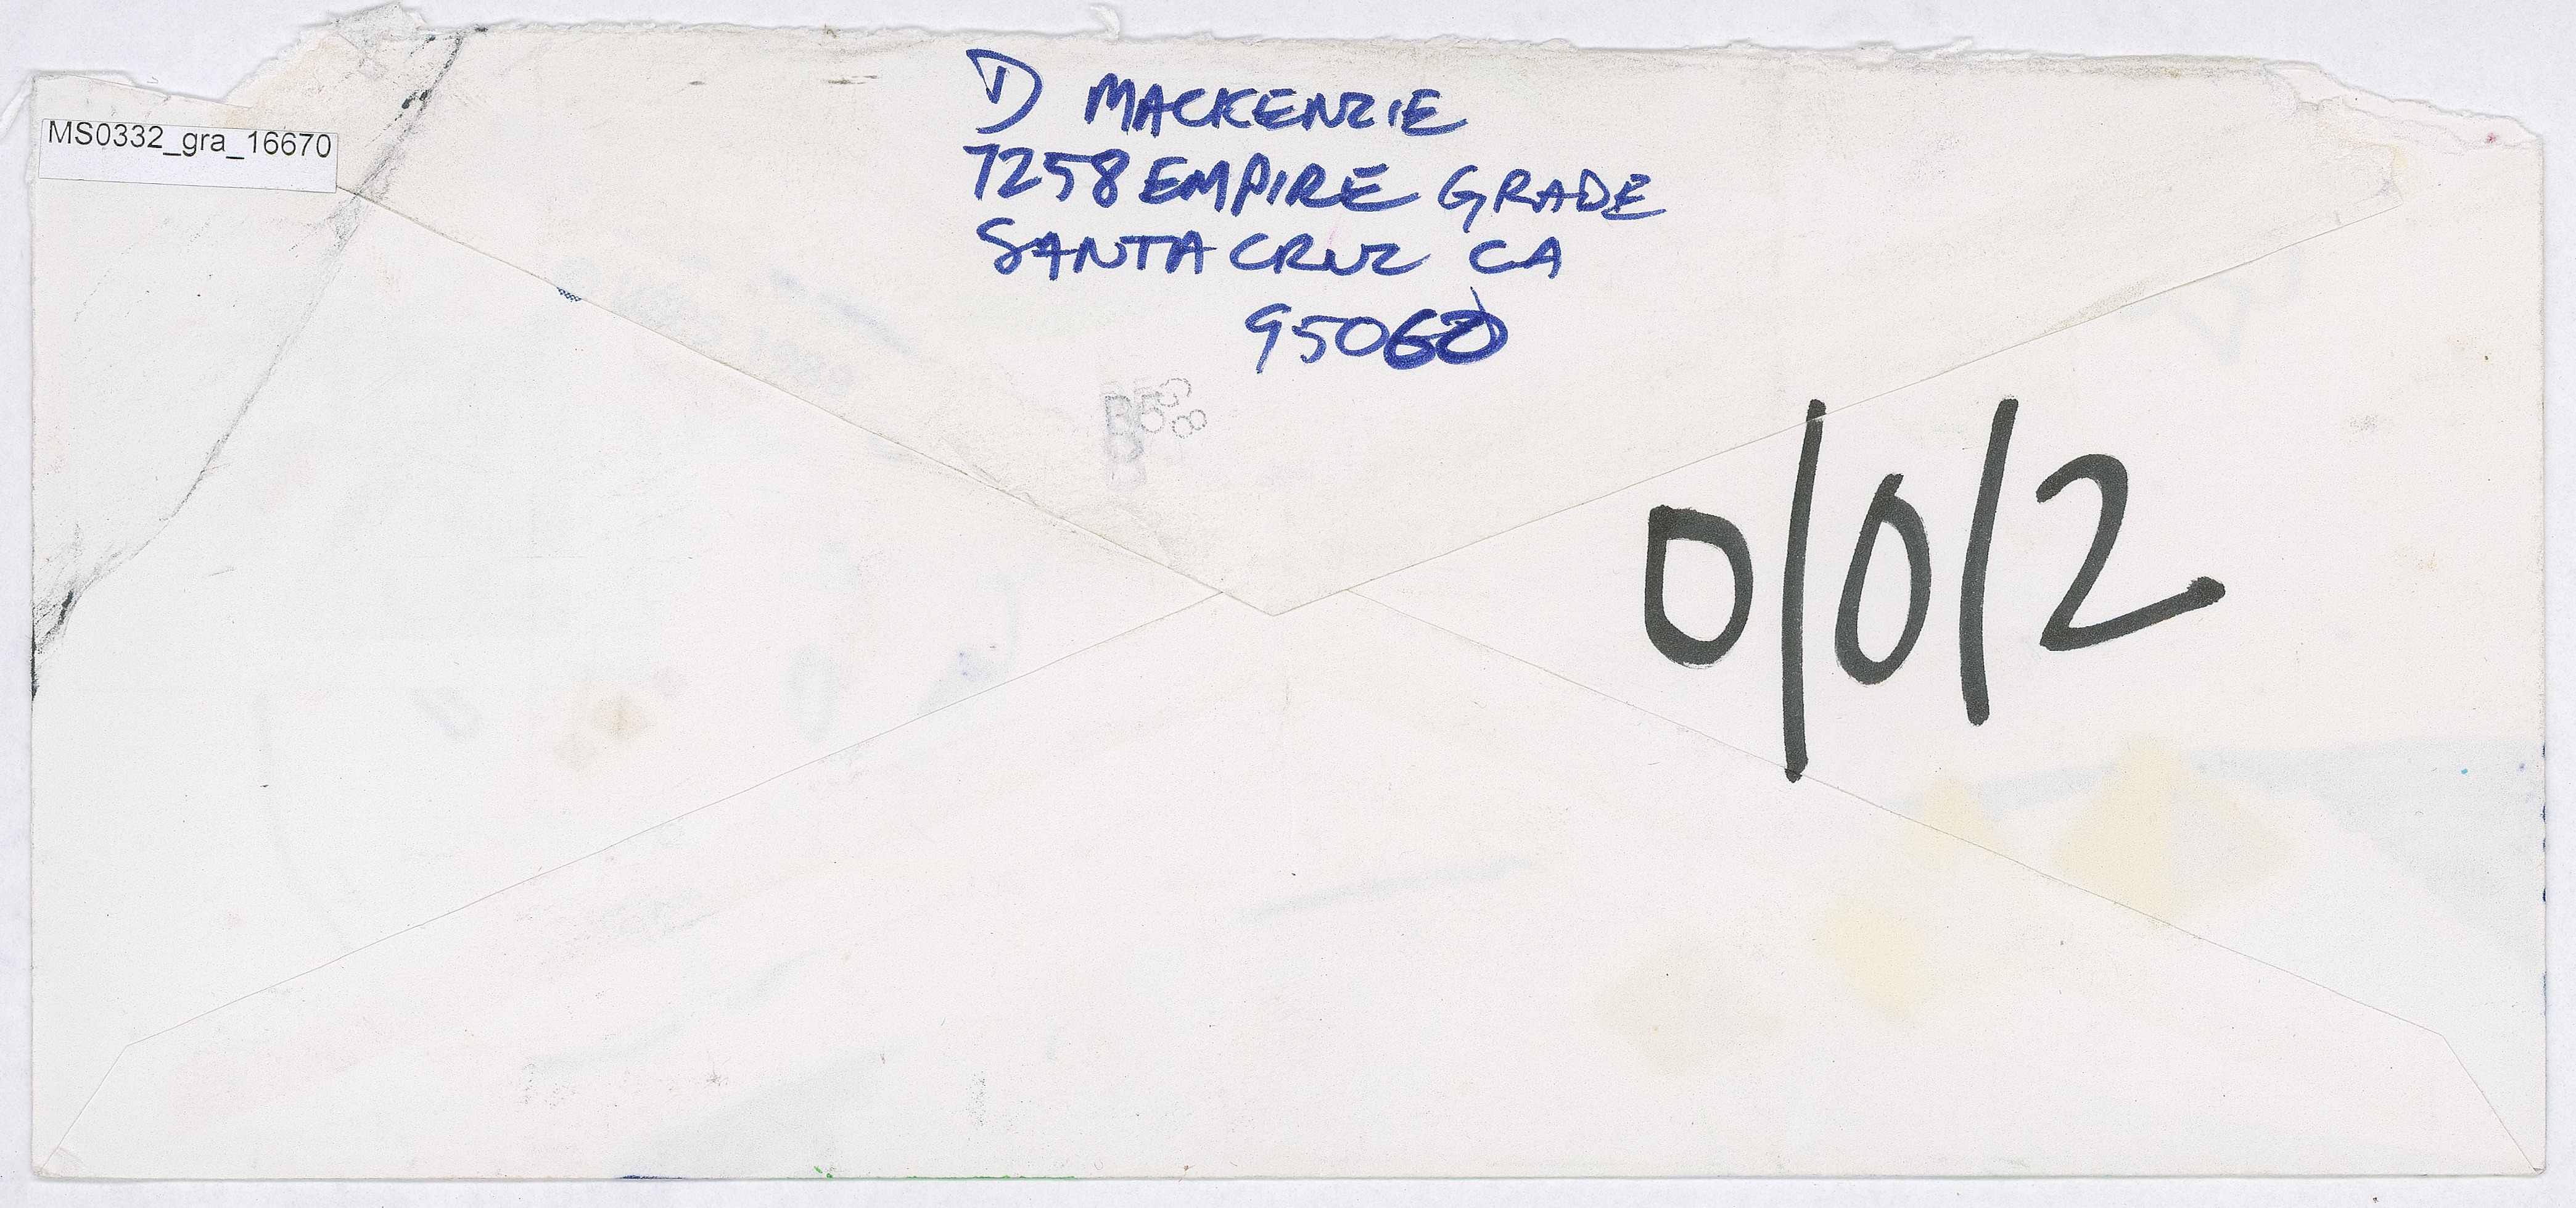 D MACKENZIE
7258 EMPIRE GRADE
SANTA CRUZ CA
95060
MS0332_gra_16670
0/0/2